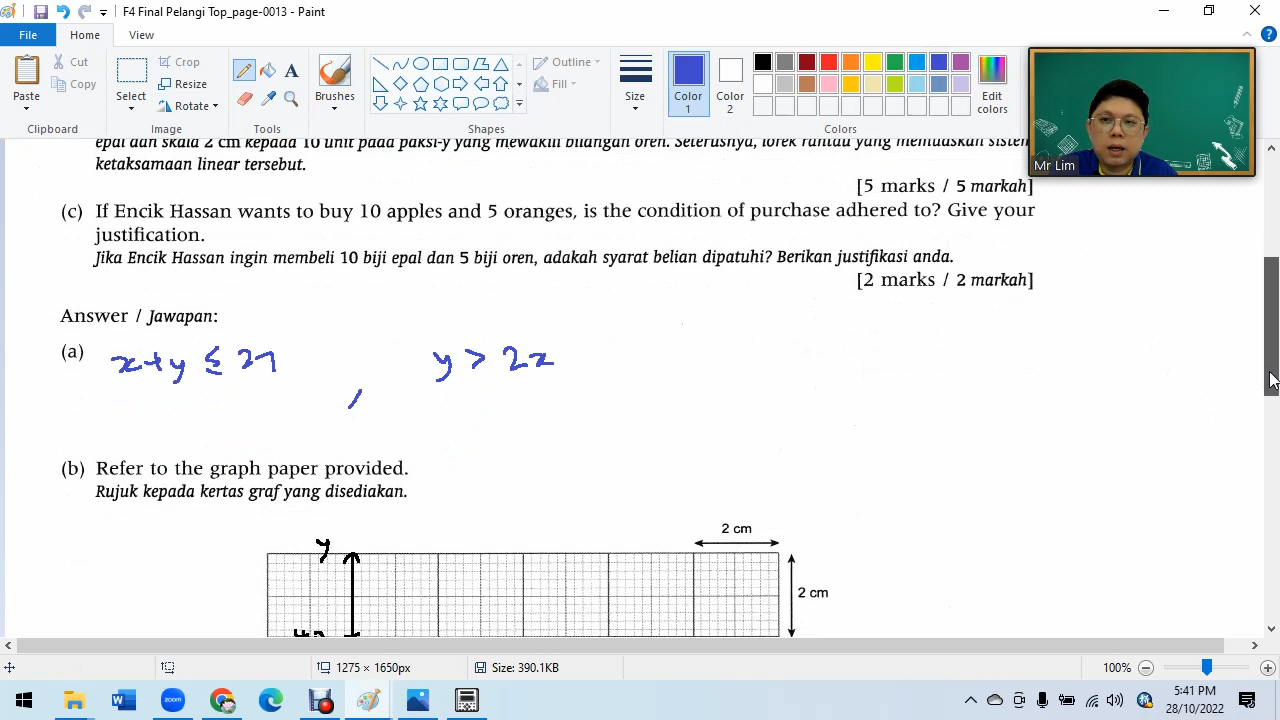 F4 Final Pelangi Top_page-0013 - Paint
File Home View
Paste Cut Copy Clipboard
Select Crop Resize Rotate Image
Tools
Brushes
Outline Fill Shapes
Size
Color 1 Color 2 Edit colors Colors
Mr Lim
epal dan skala 2 cm kepada 10 unit pada paksi-y yang mewakili bilangan oren. Seterusnya, lorek rantau yang memuaskan sistem
ketaksamaan linear tersebut.
[5 marks / 5 markah]
(c) If Encik Hassan wants to buy 10 apples and 5 oranges, is the condition of purchase adhered to? Give your
justification.
Jika Encik Hassan ingin membeli 10 biji epal dan 5 biji oren, adakah syarat belian dipatuhi? Berikan justifikasi anda.
[2 marks / 2 markah]
Answer / Jawapan:
(a) x+y ≤ 27 , y > 2x
(b) Refer to the graph paper provided.
Rujuk kepada kertas graf yang disediakan.
2 cm
y
2 cm
1275 × 1650px Size: 390.1KB 100%
5:41 PM
28/10/2022